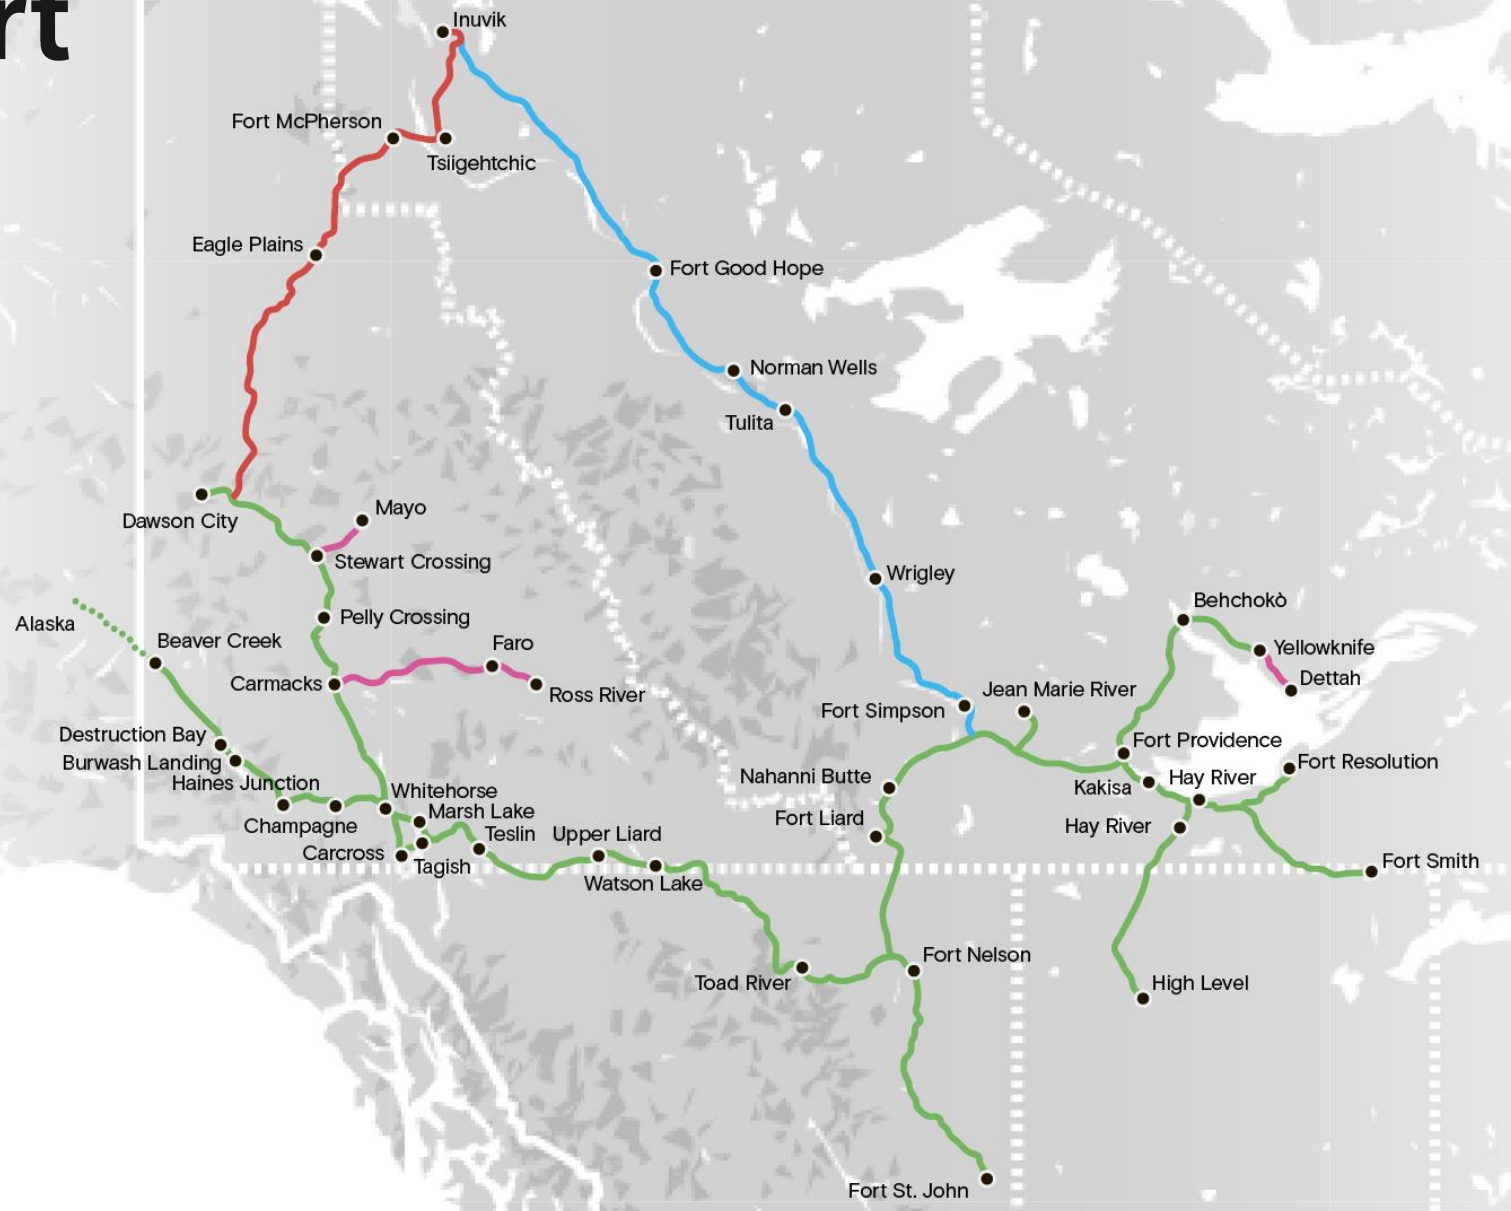 rt
Inuvik
Fort McPherson
Tsiigehtchic
Eagle Plains
Fort Good Hope
Norman Wells
Tulita
Dawson City
Mayo
Stewart Crossing
Wrigley
Behchokò
Pelly Crossing
Alaska
Beaver Creek
Faro
Yellowknife
Carmacks
Ross River
Dettah
Jean Marie River
Fort Simpson
Destruction Bay
Fort Providence
Burwash Landing
Fort Resolution
Haines Junction
Nahanni Butte
Kakisa
Hay River
Whitehorse
Marsh Lake
Champagne
Teslin
Upper Liard
Fort Liard
Hay River
Carcross
Tagish
Watson Lake
Fort Smith
Fort Nelson
Toad River
High Level
Fort St. John